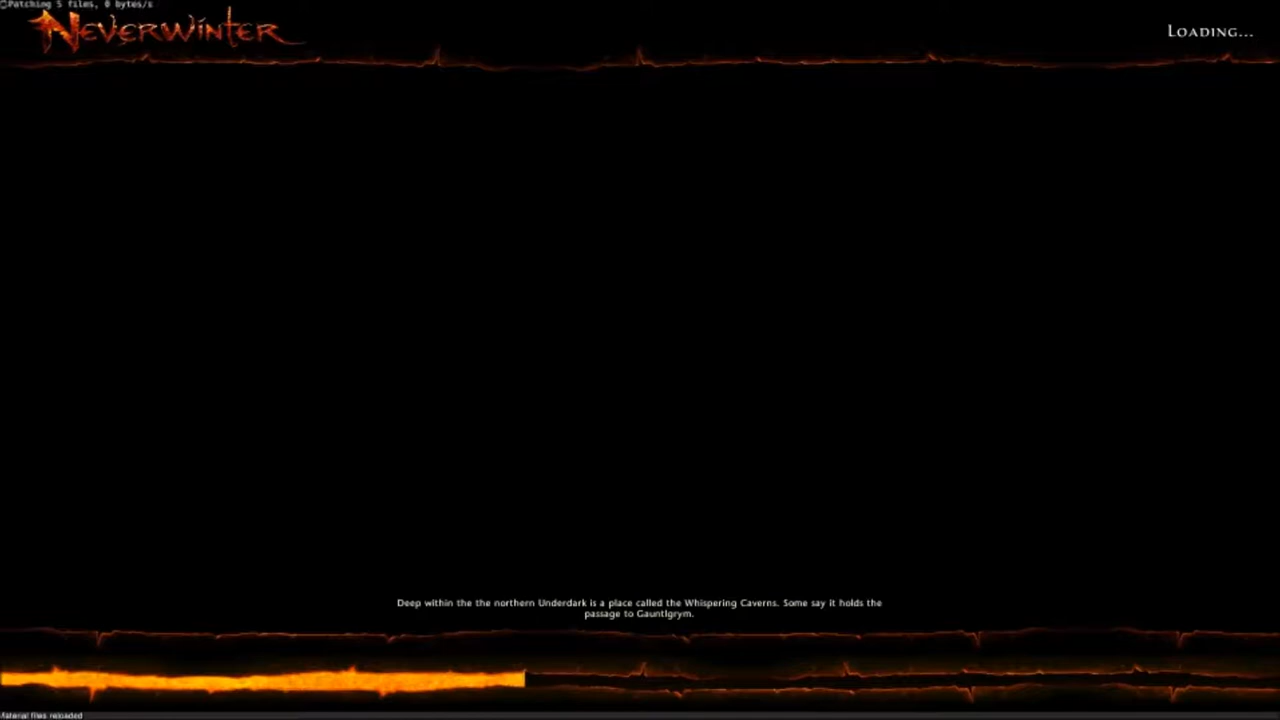 Patching 5 files, 0 bytes/s
NEVERWINTER
LOADING...
Deep within the the northern Underdark is a place called the Whispering Caverns. Some say it holds the
passage to Gauntlgrym.
Material files reloaded